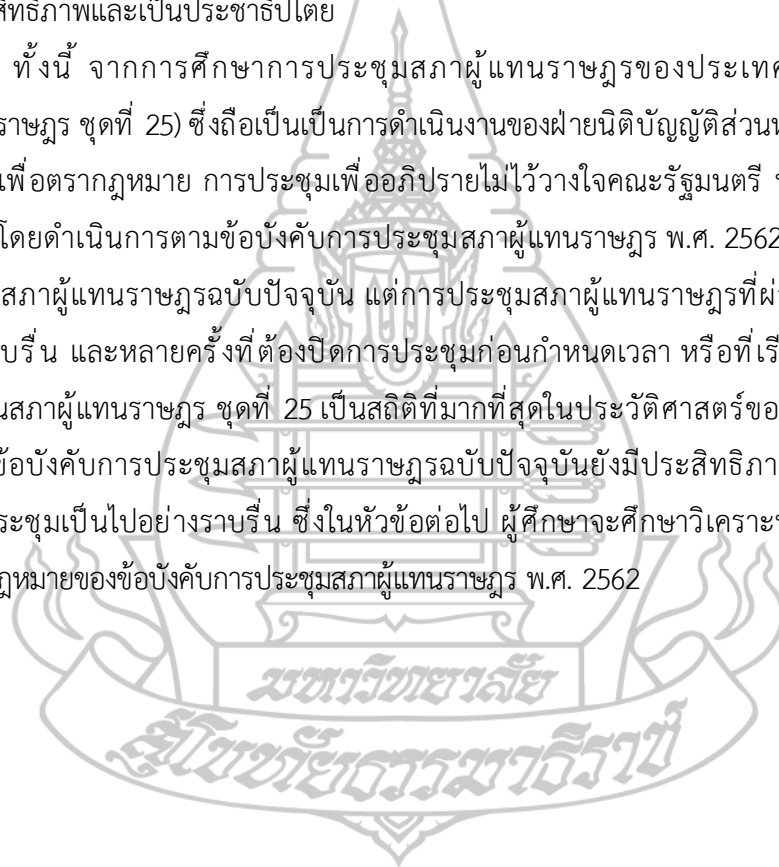 สิทธิภาพและเป็นประชาธิปไตย
ทั้งนี้ จากการศึกษาการประชุมสภาผู้แทนราษฎรของประเทศ
ราษฎร ชุดที่ 25) ซึ่งถือเป็นเป็นการดำเนินงานของฝ่ายนิติบัญญัติส่วน
เพื่อตรากฎหมาย การประชุมเพื่ออภิปรายไม่ไว้วางใจคณะรัฐมนตรี
โดยดำเนินการตามข้อบังคับการประชุมสภาผู้แทนราษฎร พ.ศ. 2562
สภาผู้แทนราษฎรฉบับปัจจุบัน แต่การประชุมสภาผู้แทนราษฎรที่ผ่
บรื่น และหลายครั้งที่ต้องปิดการประชุมก่อนกำหนดเวลา หรือที่เรี
นสภาผู้แทนราษฎร ชุดที่ 25 เป็นสถิติที่มากที่สุดในประวัติศาสตร์ขอ
ข้อบังคับการประชุมสภาผู้แทนราษฎรฉบับปัจจุบันยังมีประสิทธิภา
ระชุมเป็นไปอย่างราบรื่น ซึ่งในหัวข้อต่อไป ผู้ศึกษาจะศึกษาวิเคราะ
ฎหมายของข้อบังคับการประชุมสภาผู้แทนราษฎร พ.ศ. 2562
มหาวิทยาลัย
สุโขทัยธรรมาธิราช